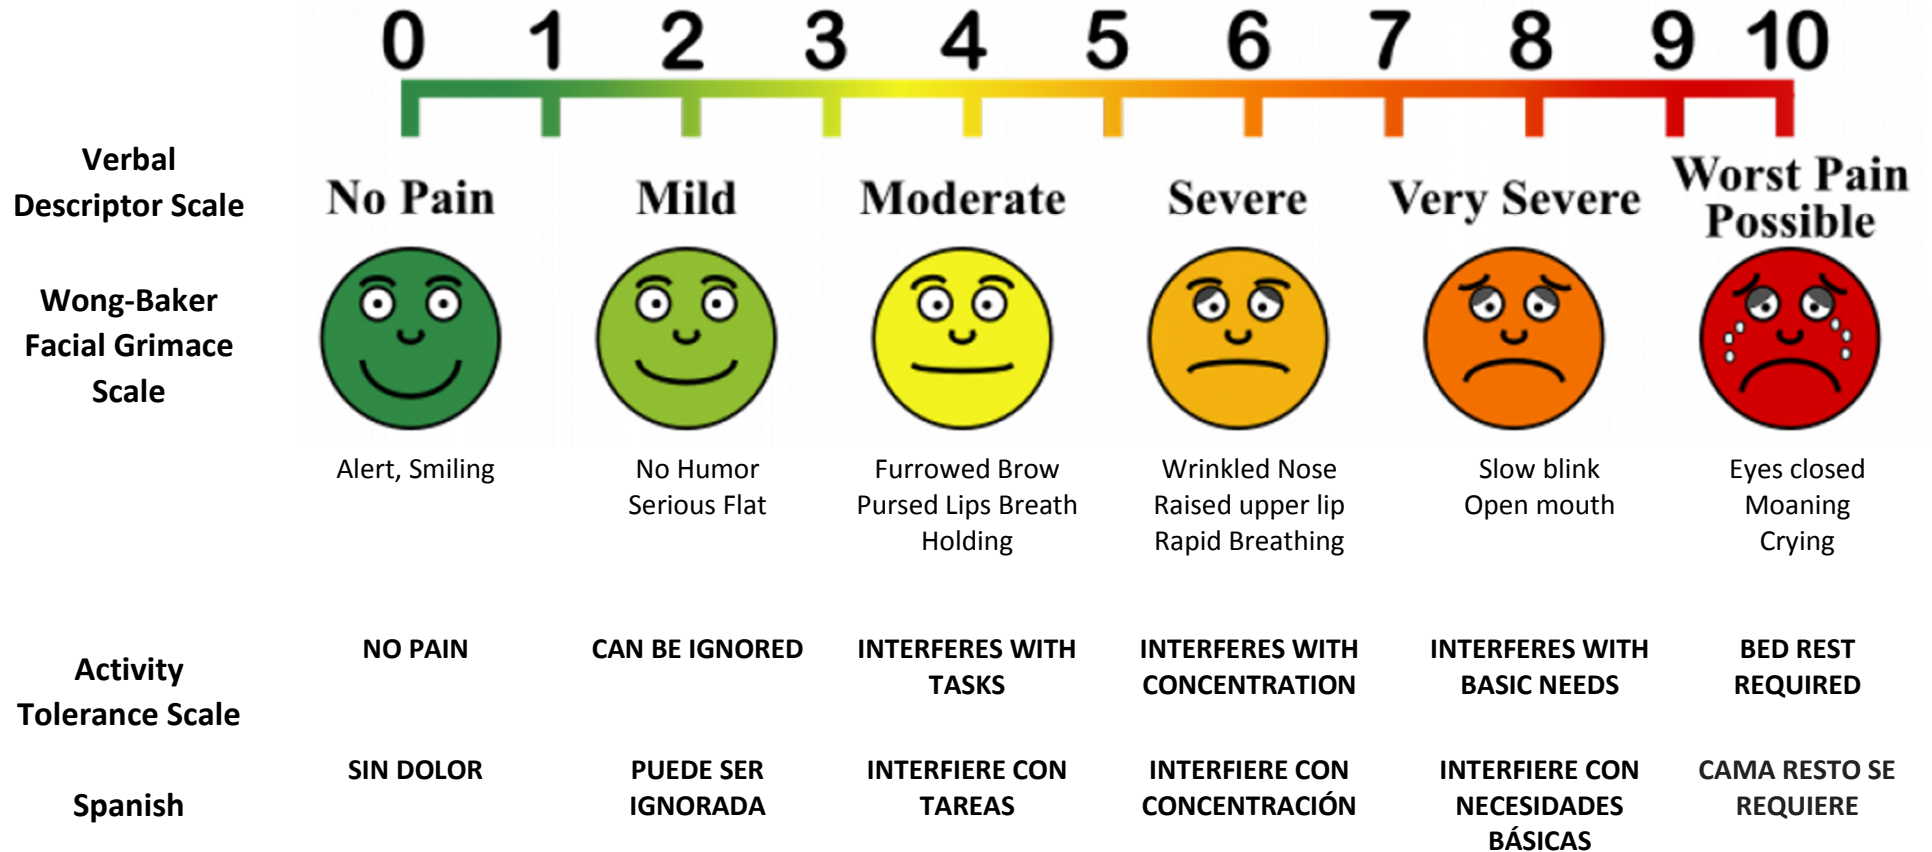 0 1 2 3 4 5 6 7 8 9 10
Verbal
Descriptor Scale
No Pain
Mild
Moderate
Severe
Very Severe
Worst Pain
Possible
Wong-Baker
Facial Grimace
Scale
Alert, Smiling
No Humor
Serious Flat
Furrowed Brow
Pursed Lips Breath
Holding
Wrinkled Nose
Raised upper lip
Rapid Breathing
Slow blink
Open mouth
Eyes closed
Moaning
Crying
Activity
Tolerance Scale
NO PAIN
CAN BE IGNORED
INTERFERES WITH
TASKS
INTERFERES WITH
CONCENTRATION
INTERFERES WITH
BASIC NEEDS
BED REST
REQUIRED
Spanish
SIN DOLOR
PUEDE SER
IGNORADA
INTERFIERE CON
TAREAS
INTERFIERE CON
CONCENTRACIÓN
INTERFIERE CON
NECESIDADES
BÁSICAS
CAMA RESTO SE
REQUIERE